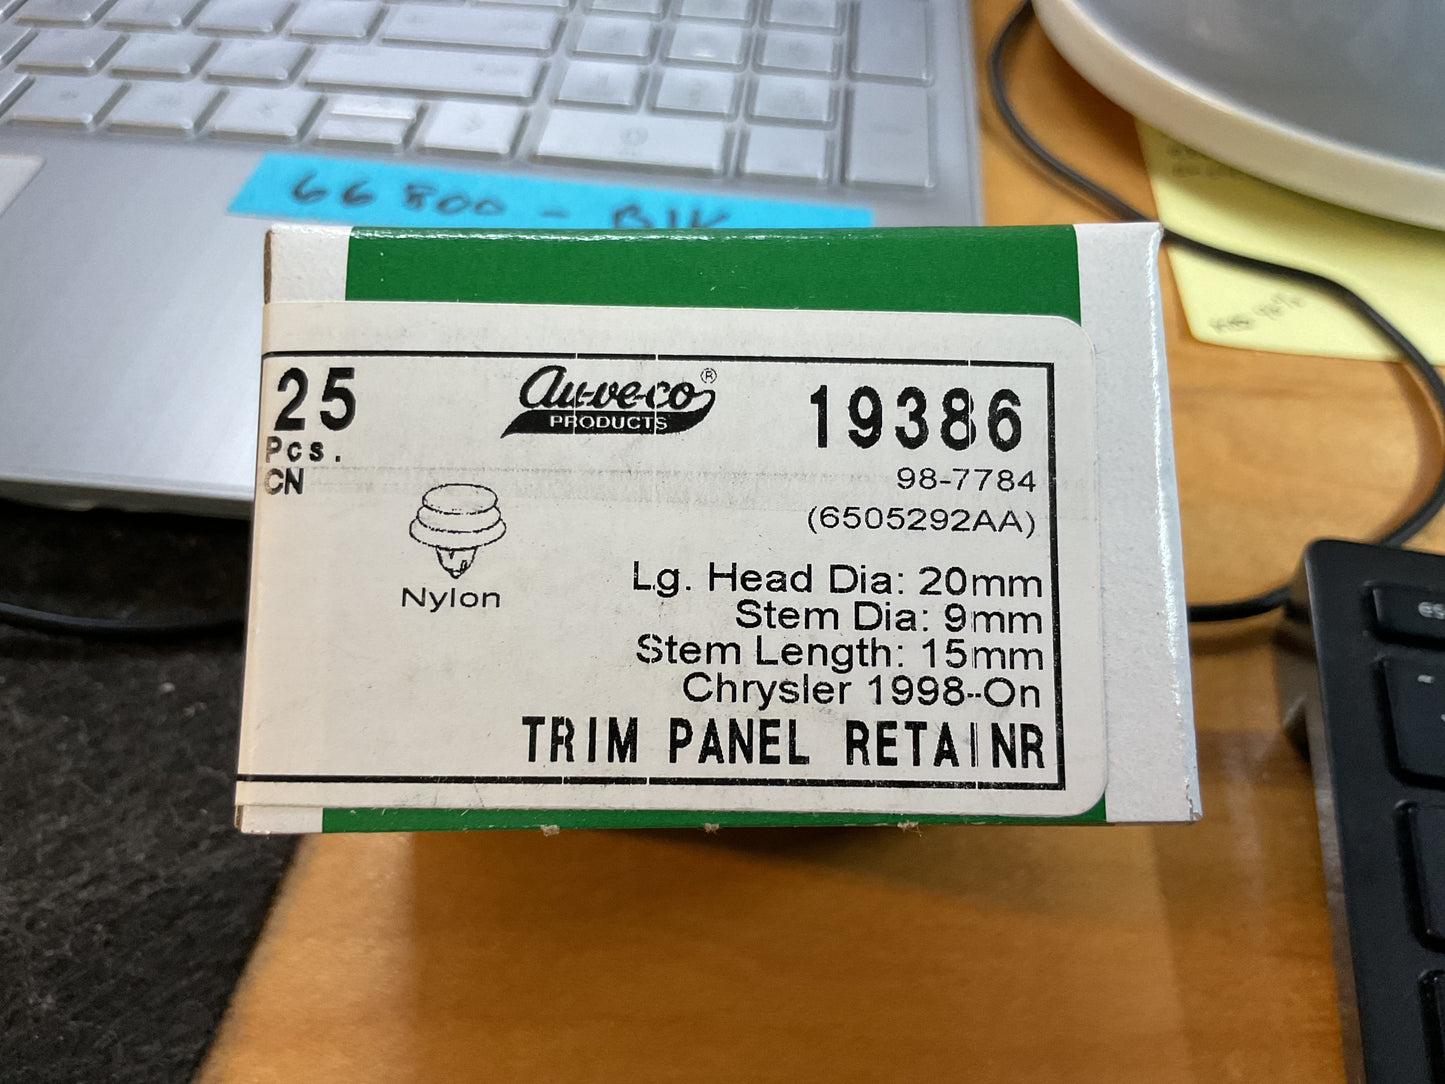 66800 - Blk
25
Pcs.
CN
au-ve-co®
PRODUCTS
19386
98-7784
(6505292AA)
Nylon
Lg. Head Dia: 20mm
Stem Dia: 9mm
Stem Length: 15mm
Chrysler 1998--On
TRIM PANEL RETAINR